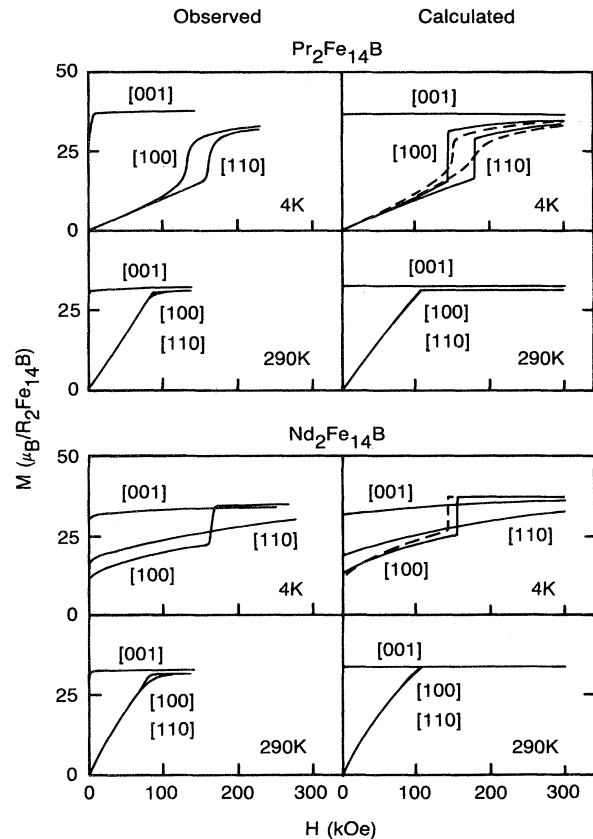 Observed
Calculated
Pr2Fe14B
M (μB/R2Fe14B)
50
25
0
[001]
[100]
[110]
4K
[001]
[100]
[110]
4K
25
0
[001]
[100]
[110]
290K
[001]
[100]
[110]
290K
Nd2Fe14B
50
25
0
[001]
[110]
[100]
4K
[001]
[110]
[100]
4K
25
0
[001]
[100]
[110]
290K
[001]
[100]
[110]
290K
0 100 200 300
0 100 200 300
H (kOe)